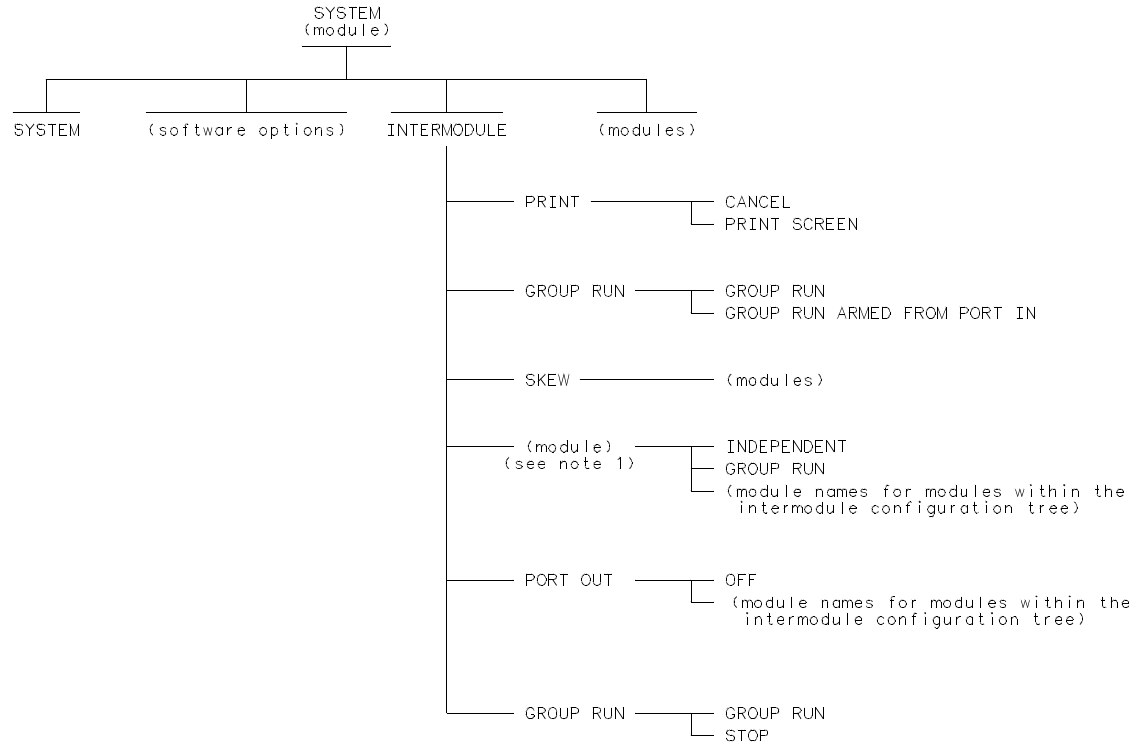 SYSTEM
(module)
SYSTEM
(software options)
INTERMODULE
(modules)
PRINT
CANCEL
PRINT SCREEN
GROUP RUN
GROUP RUN
GROUP RUN ARMED FROM PORT IN
SKEW
(modules)
(module)
(see note 1)
INDEPENDENT
GROUP RUN
(module names for modules within the
intermodule configuration tree)
PORT OUT
OFF
(module names for modules within the
intermodule configuration tree)
GROUP RUN
GROUP RUN
STOP